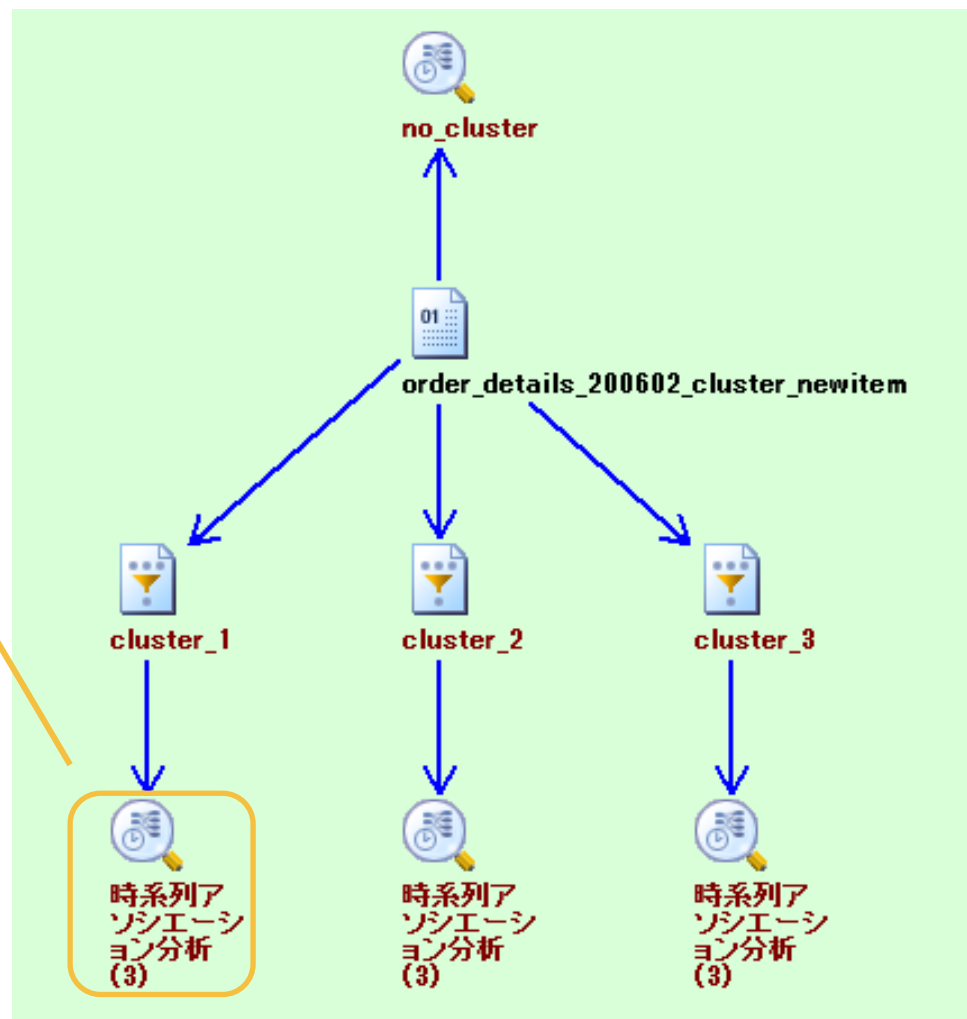 no_cluster
01
order_details_200602_cluster_newitem
cluster_1
cluster_2
cluster_3
時系列ア
ソシエーシ
ョン分析
(3)
時系列ア
ソシエーシ
ョン分析
(3)
時系列ア
ソシエーシ
ョン分析
(3)